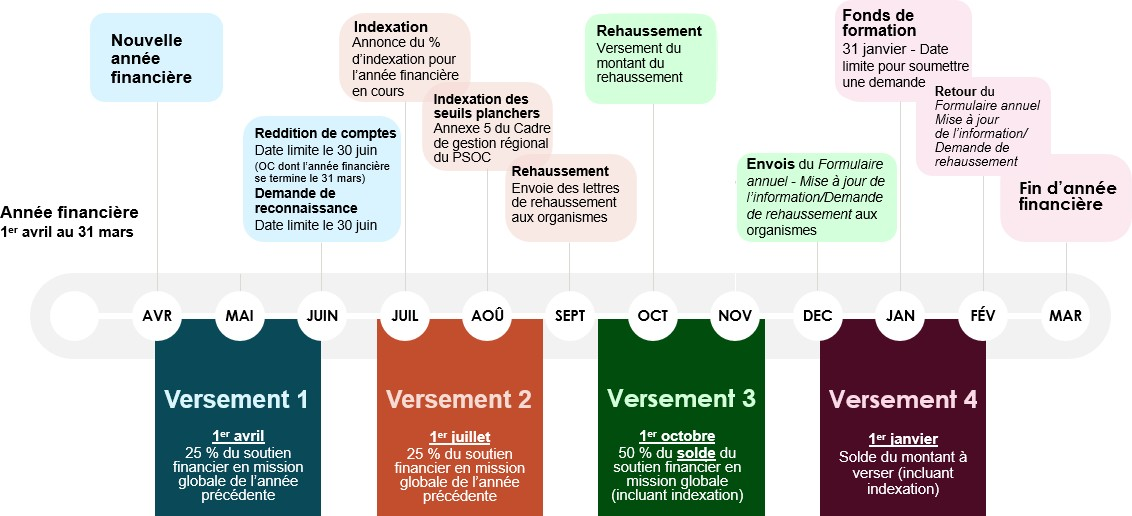 Nouvelle
année
financière
Reddition de comptes
Date limite le 30 juin
(OC dont l'année financière
se termine le 31 mars)
Demande de
reconnaissance
Date limite le 30 juin
Indexation
Annonce du %
d'indexation pour
l'année financière
en cours
Indexation des
seuils planchers
Annexe 5 du Cadre
de gestion régional
du PSOC
Rehaussement
Envoie des lettres
de rehaussement
aux organismes
Rehaussement
Versement du
montant du
rehaussement
Envois du Formulaire
annuel - Mise à jour de
l'information/Demande
de rehaussement aux
organismes
Fonds de
formation
31 janvier - Date
limite pour soumettre
une demande
Retour du
Formulaire annuel
Mise à jour
de l'information/
Demande de
rehaussement
Fin d'année
financière
Année financière
1er avril au 31 mars
AVR MAI JUIN JUIL AOÛ SEPT OCT NOV DEC JAN FÉV MAR
Versement 1
1er avril
25 % du soutien
financier en mission
globale de l'année
précédente
Versement 2
1er juillet
25 % du soutien
financier en mission
globale de l'année
précédente
Versement 3
1er octobre
50 % du solde du
soutien financier en
mission globale
(incluant indexation)
Versement 4
1er janvier
Solde du montant à
verser (incluant
indexation)